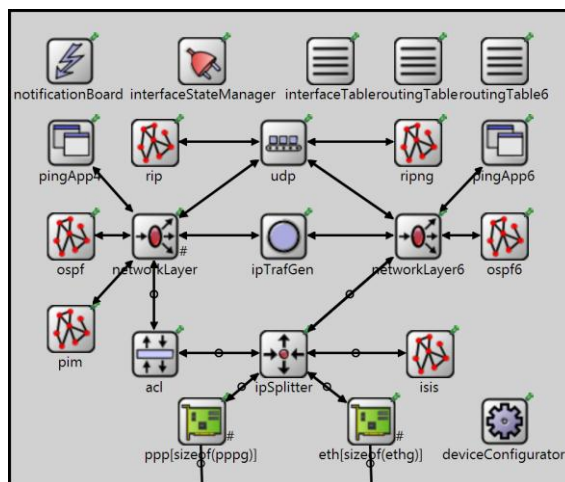 notificationBoard interfaceStateManager interfaceTable routingTable routingTable6
pingApp4 rip udp ripng pingApp6
ospf networkLayer # ipTrafGen networkLayer6 ospf6
pim acl ipSplitter isis
ppp[sizeof(pppg)] # eth[sizeof(ethg)] # deviceConfigurator